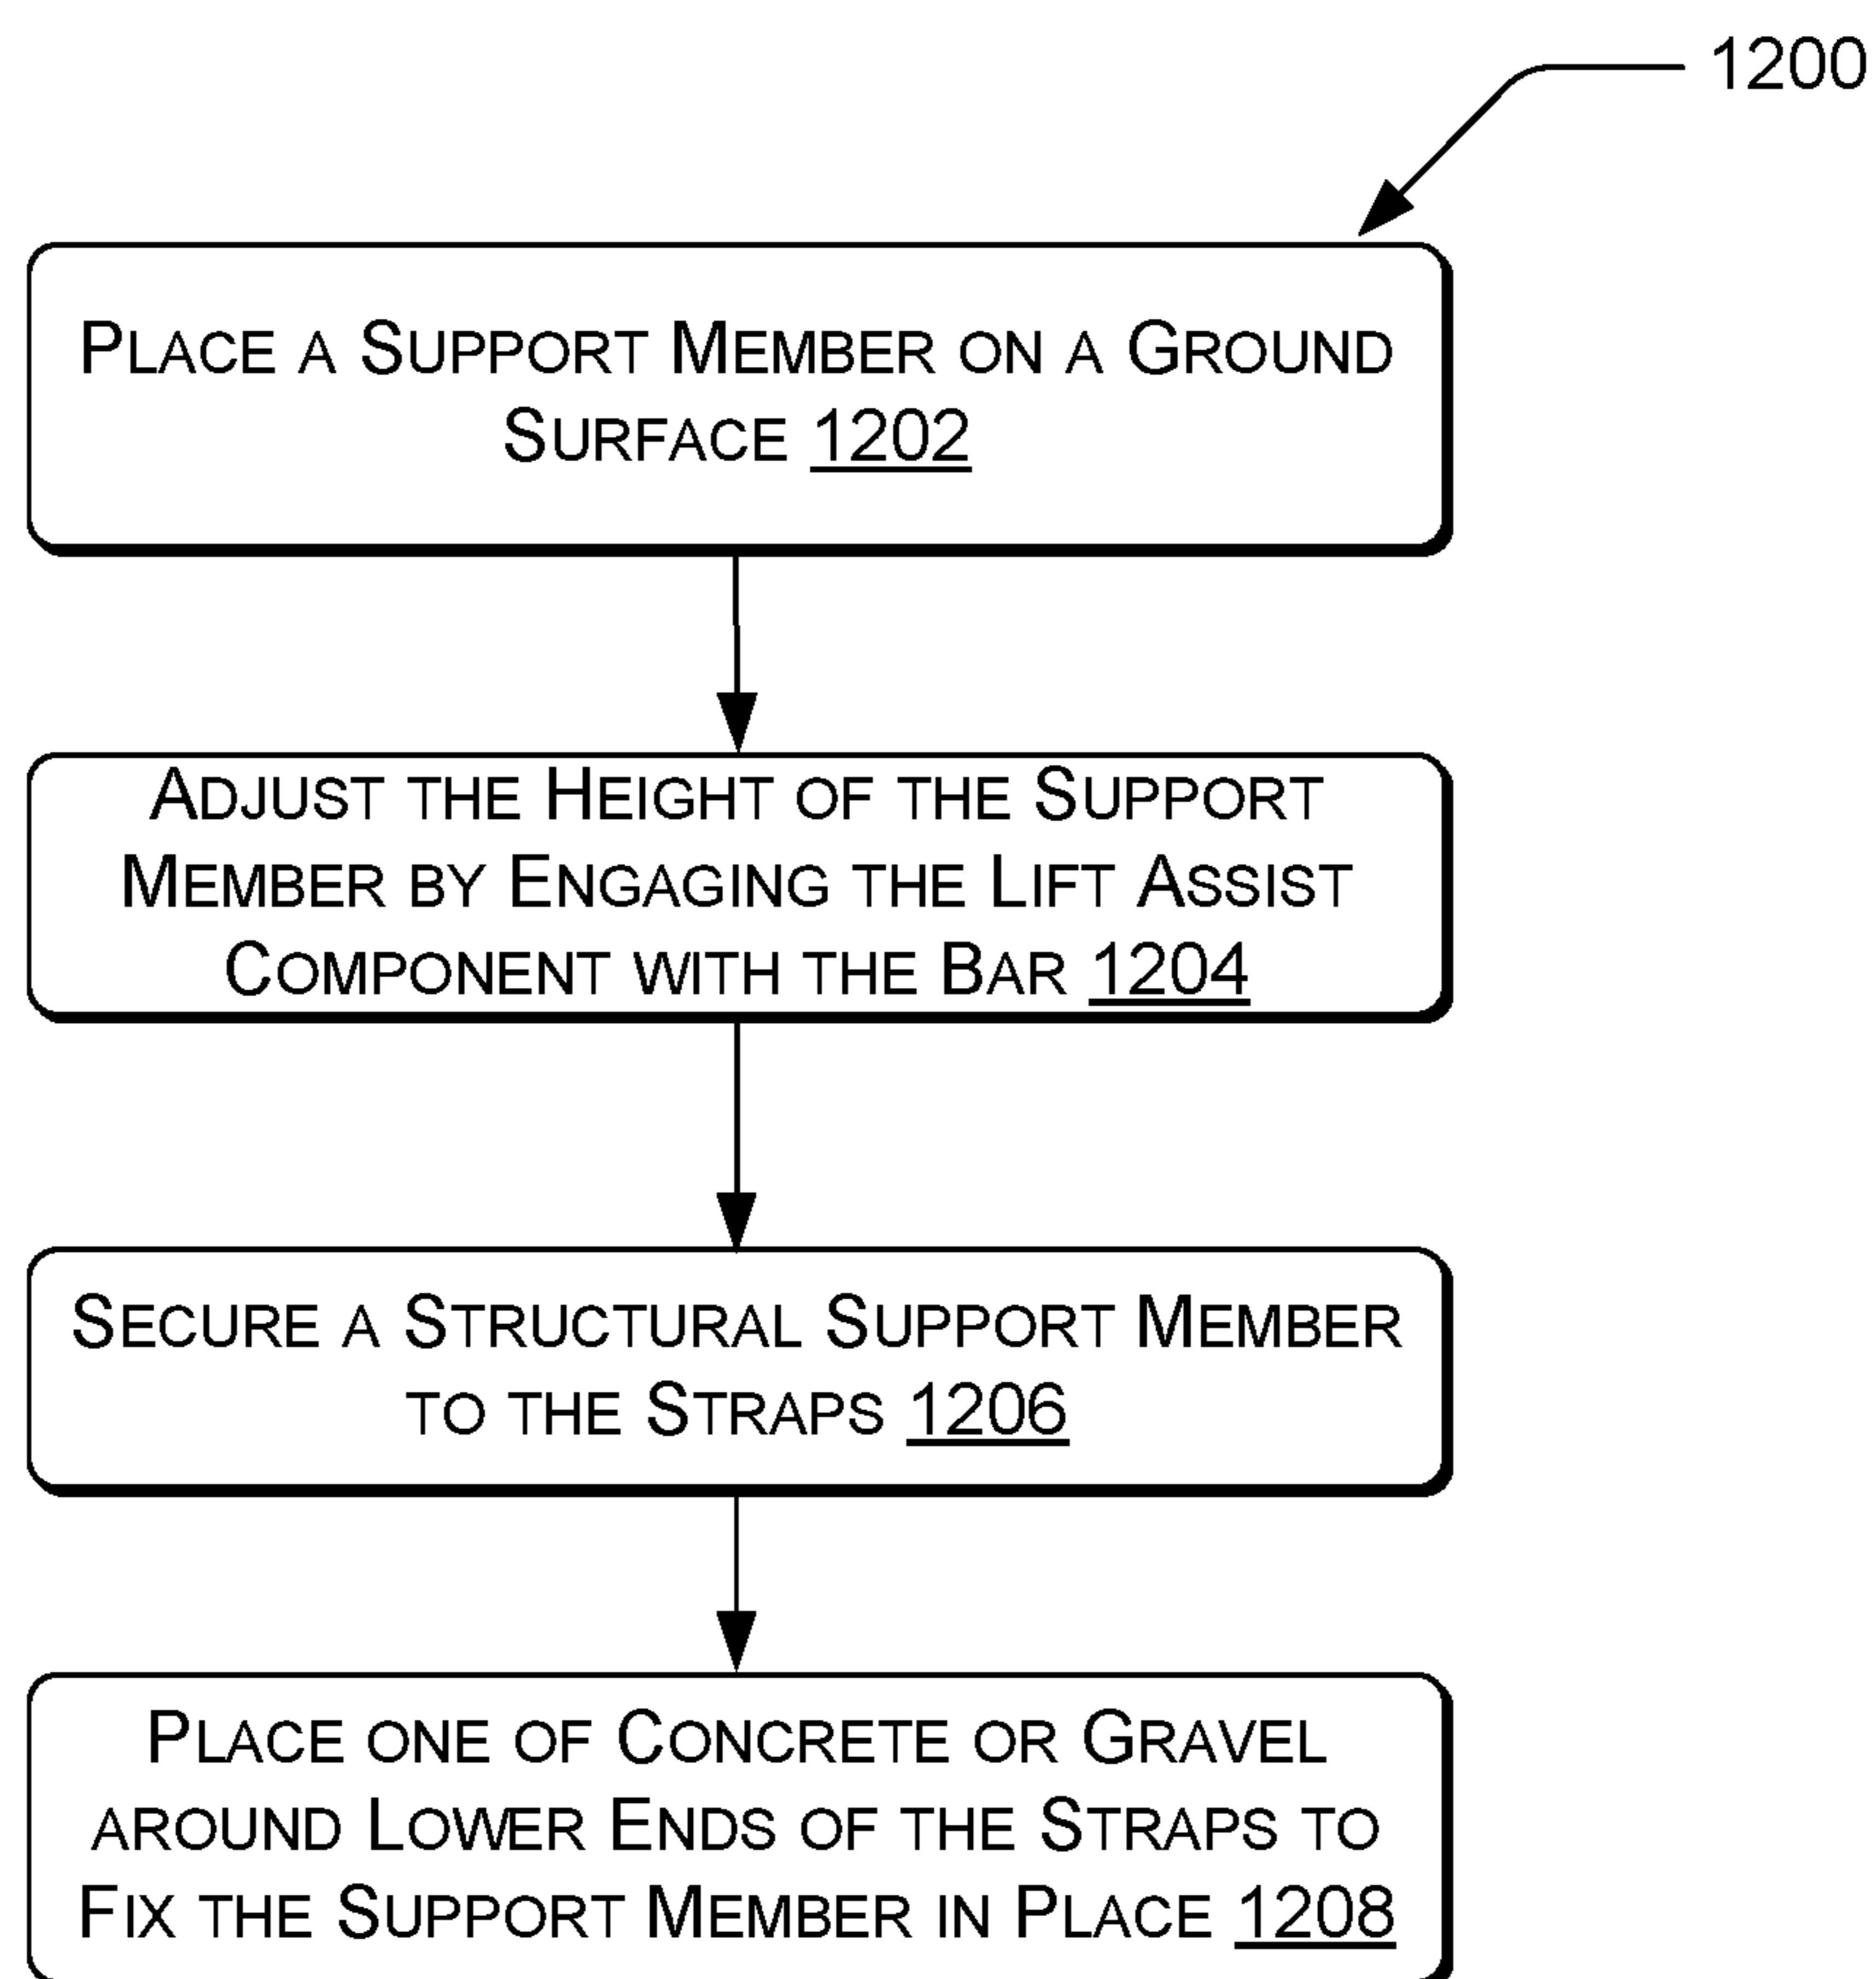 1200
PLACE A SUPPORT MEMBER ON A GROUND
SURFACE 1202
ADJUST THE HEIGHT OF THE SUPPORT
MEMBER BY ENGAGING THE LIFT ASSIST
COMPONENT WITH THE BAR 1204
SECURE A STRUCTURAL SUPPORT MEMBER
TO THE STRAPS 1206
PLACE ONE OF CONCRETE OR GRAVEL
AROUND LOWER ENDS OF THE STRAPS TO
FIX THE SUPPORT MEMBER IN PLACE 1208